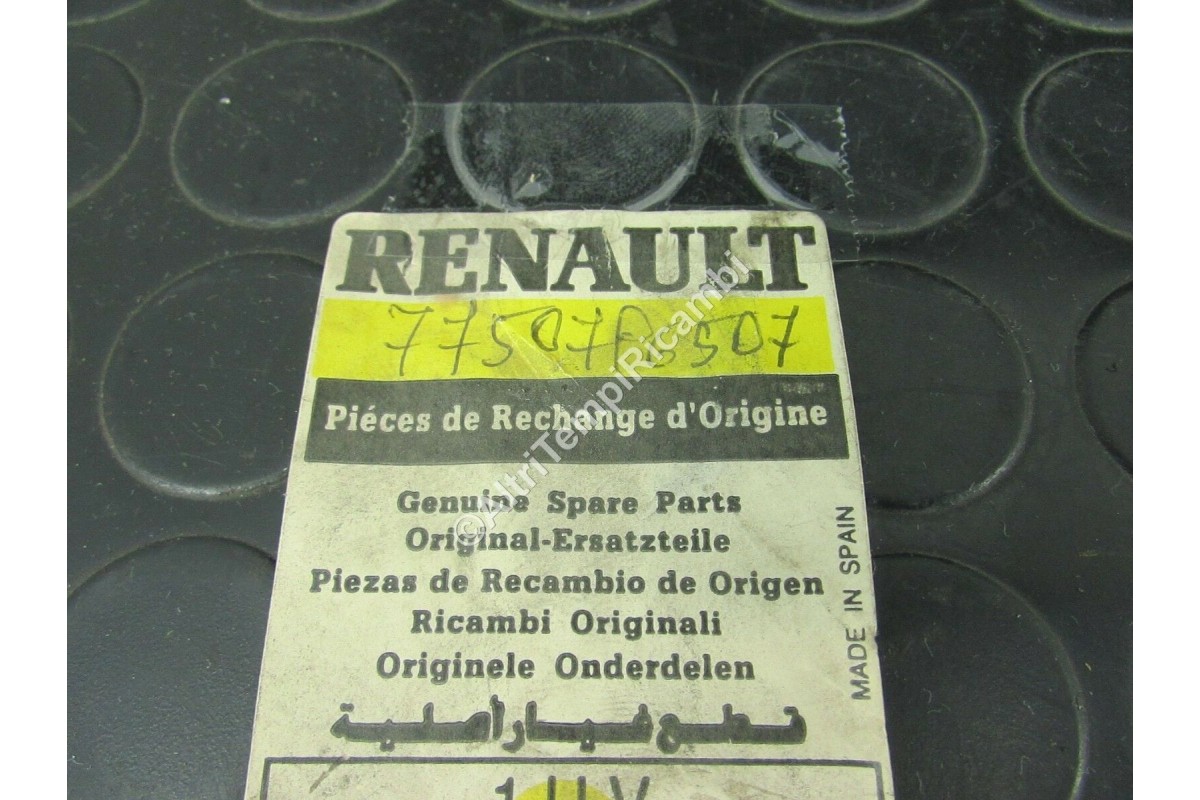 RENAULT
Piéces de Rechange d'Origine
Genuine Spare Parts
Original-Ersatzteile
Piezas de Recambio de Origen
Ricambi Originali
Originele Onderdelen
قطع غيار أصلية
MADE IN SPAIN
©AltriTempiRicambi